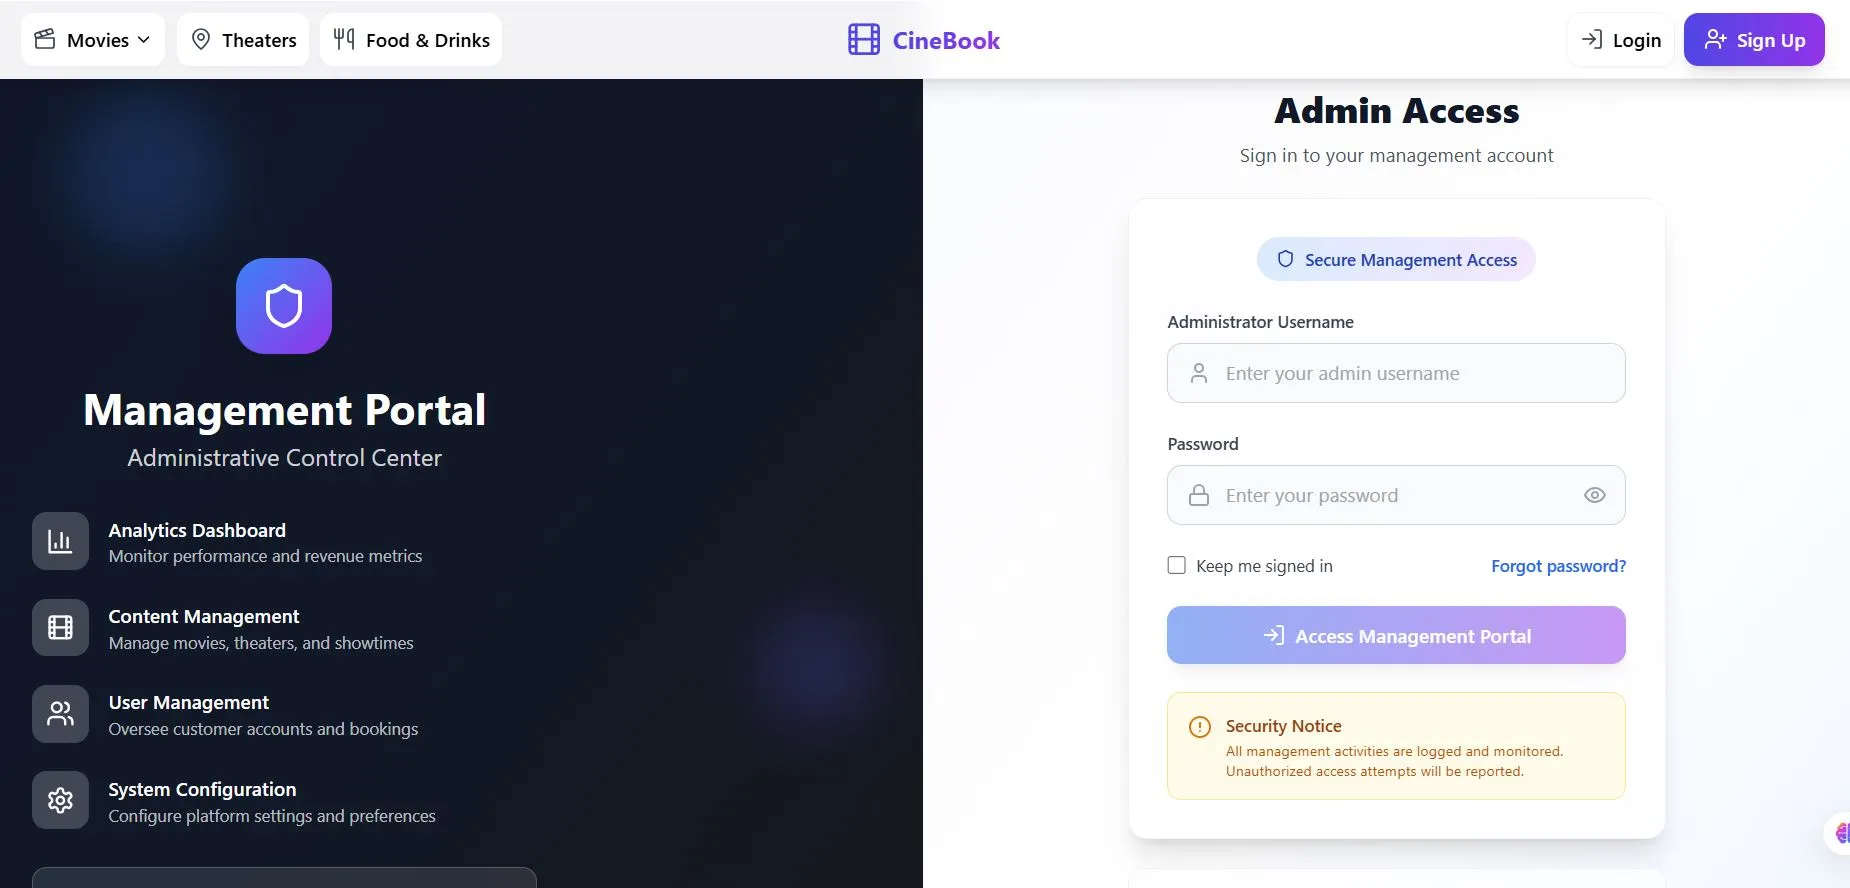 Movies
Theaters
Food & Drinks
CineBook
Login
Sign Up
Management Portal
Administrative Control Center
Analytics Dashboard
Monitor performance and revenue metrics
Content Management
Manage movies, theaters, and showtimes
User Management
Oversee customer accounts and bookings
System Configuration
Configure platform settings and preferences
Admin Access
Sign in to your management account
Secure Management Access
Administrator Username
Enter your admin username
Password
Enter your password
Keep me signed in
Forgot password?
Access Management Portal
Security Notice
All management activities are logged and monitored.
Unauthorized access attempts will be reported.